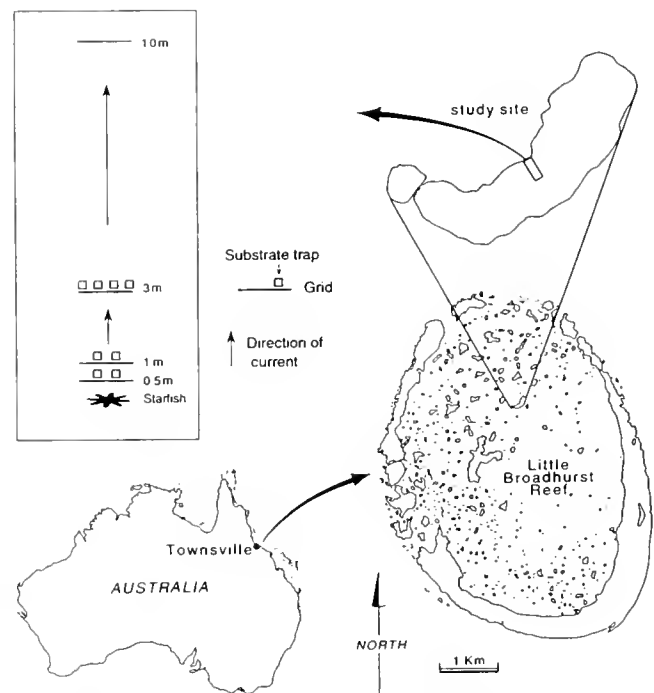 10m
study site
Substrate trap
Grid
3m
Direction of
current
1m
0.5m
Starfish
Little
Broadhurst
Reef
Townsville
AUSTRALIA
NORTH
1 Km